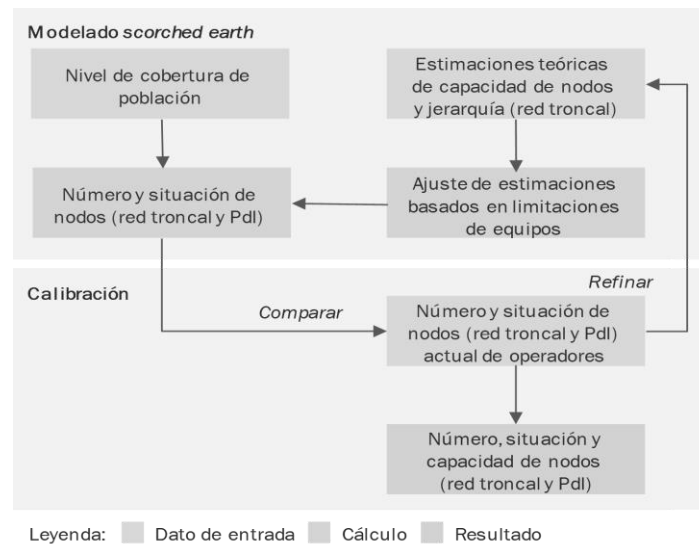 Modelado scorched earth
Nivel de cobertura de
población
Estimaciones teóricas
de capacidad de nodos
y jerarquía (red troncal)
Número y situación de
nodos (red troncal y PdI)
Ajuste de estimaciones
basados en limitaciones
de equipos
Calibración
Comparar
Refinar
Número y situación de
nodos (red troncal y PdI)
actual de operadores
Número, situación y
capacidad de nodos
(red troncal y PdI)
Leyenda: Dato de entrada Cálculo Resultado